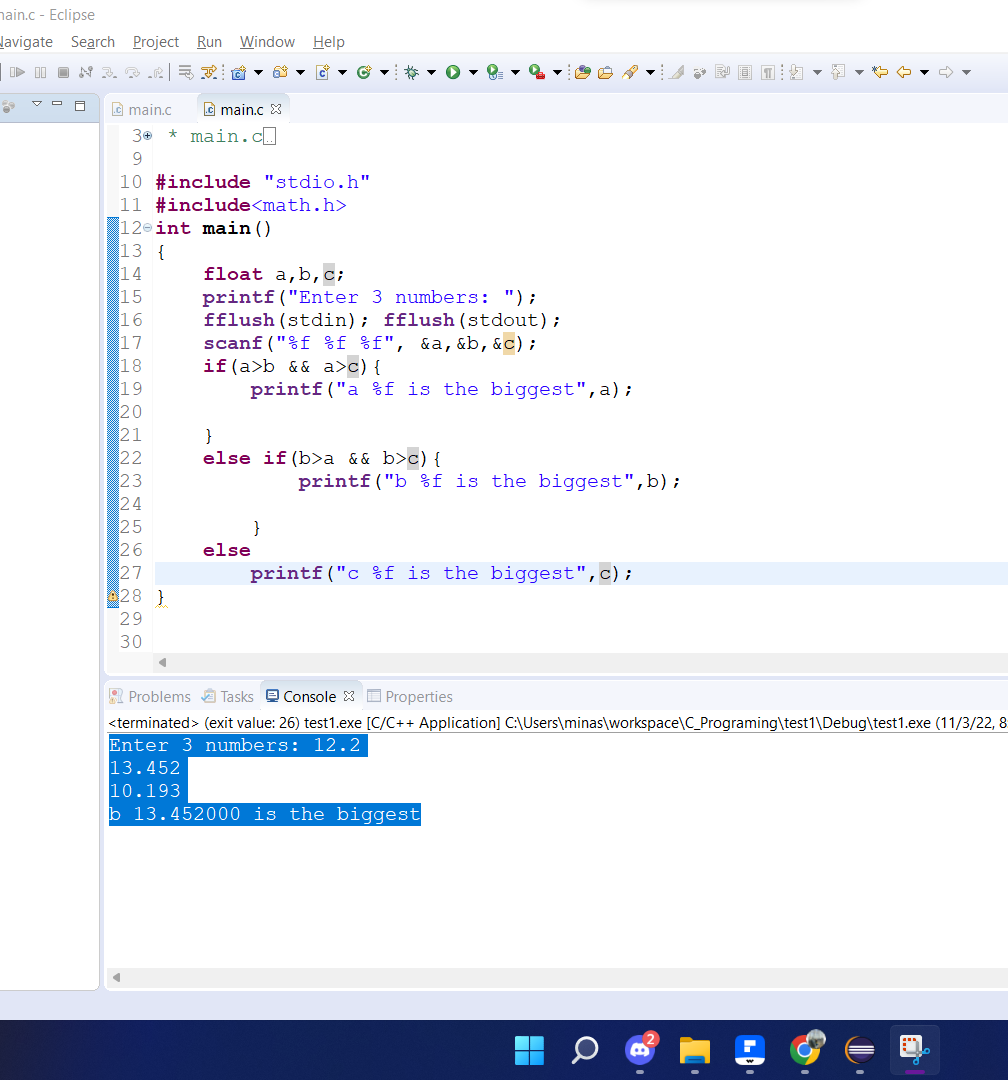 main.c - Eclipse
Navigate Search Project Run Window Help
main.c main.c
3 * main.c
9
10 #include "stdio.h"
11 #include<math.h>
12 int main()
13 {
14 float a,b,c;
15 printf("Enter 3 numbers: ");
16 fflush(stdin); fflush(stdout);
17 scanf("%f %f %f", &a,&b,&c);
18 if(a>b && a>c){
19 printf("a %f is the biggest",a);
20
21 }
22 else if(b>a && b>c){
23 printf("b %f is the biggest",b);
24
25 }
26 else
27 printf("c %f is the biggest",c);
28 }
29
30
Problems Tasks Console Properties
<terminated> (exit value: 26) test1.exe [C/C++ Application] C:\Users\minas\workspace\C_Programing\test1\Debug\test1.exe (11/3/22, 8
Enter 3 numbers: 12.2
13.452
10.193
b 13.452000 is the biggest
2